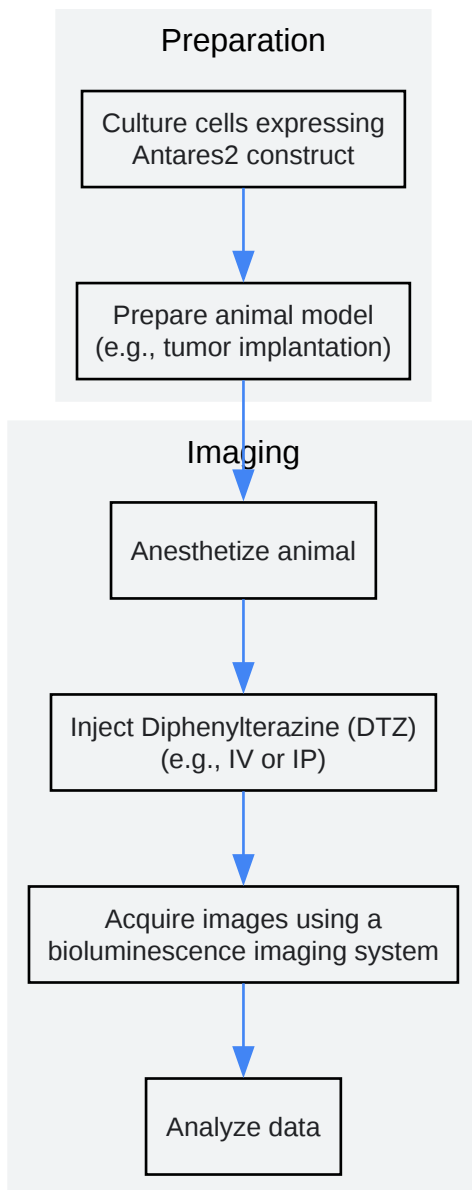 Preparation
Culture cells expressing
Antares2 construct
Prepare animal model
(e.g., tumor implantation)
Imaging
Anesthetize animal
Inject Diphenylterazine (DTZ)
(e.g., IV or IP)
Acquire images using a
bioluminescence imaging system
Analyze data